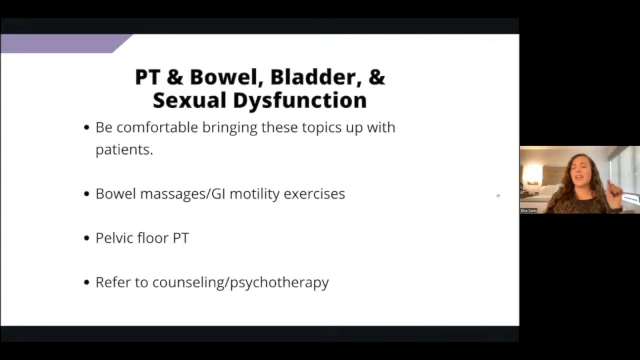 PT & Bowel, Bladder, &
Sexual Dysfunction
• Be comfortable bringing these topics up with
patients.
• Bowel massages/GI motility exercises
• Pelvic floor PT
• Refer to counseling/psychotherapy